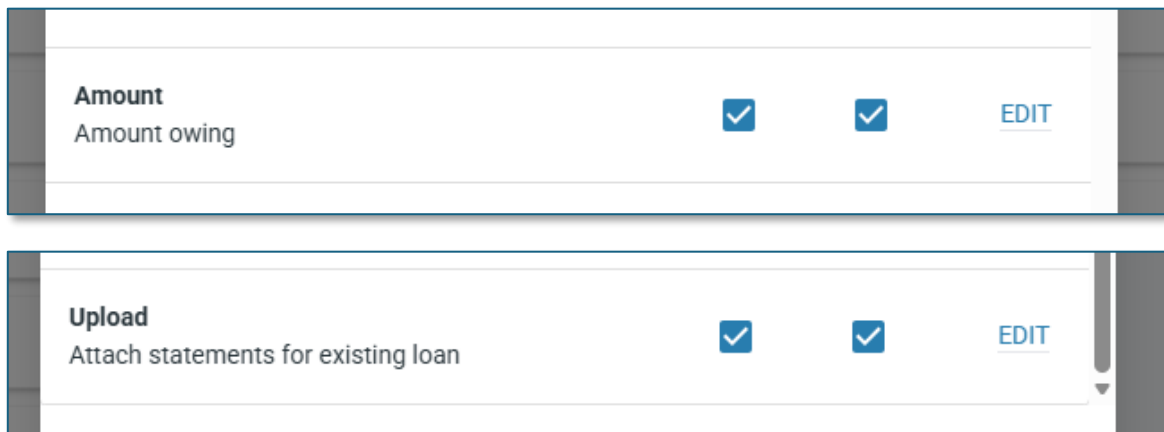 Amount
Amount owing
EDIT
Upload
Attach statements for existing loan
EDIT